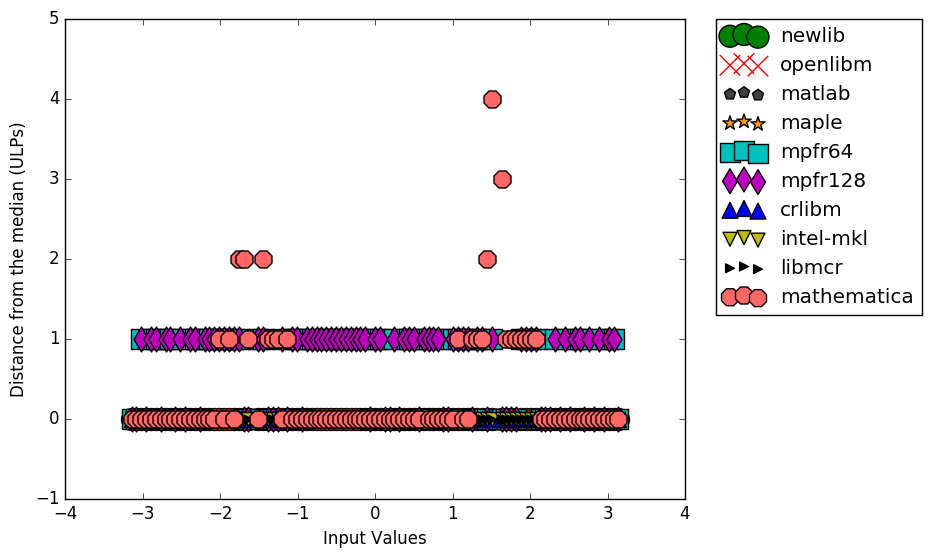 5
4
3
2
1
0
−1
−4
−3
−2
−1
0
1
2
3
4
Distance from the median (ULPs)
Input Values
newlib
openlibm
matlab
maple
mpfr64
mpfr128
crlibm
intel-mkl
libmcr
mathematica